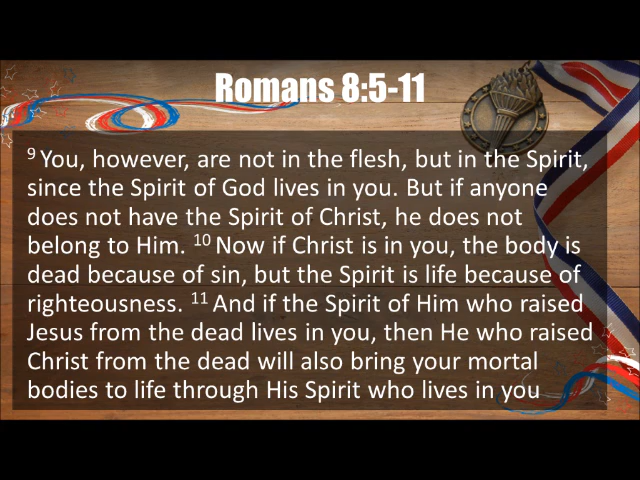 Romans 8:5-11
9 You, however, are not in the flesh, but in the Spirit,
since the Spirit of God lives in you. But if anyone
does not have the Spirit of Christ, he does not
belong to Him. 10 Now if Christ is in you, the body is
dead because of sin, but the Spirit is life because of
righteousness. 11 And if the Spirit of Him who raised
Jesus from the dead lives in you, then He who raised
Christ from the dead will also bring your mortal
bodies to life through His Spirit who lives in you